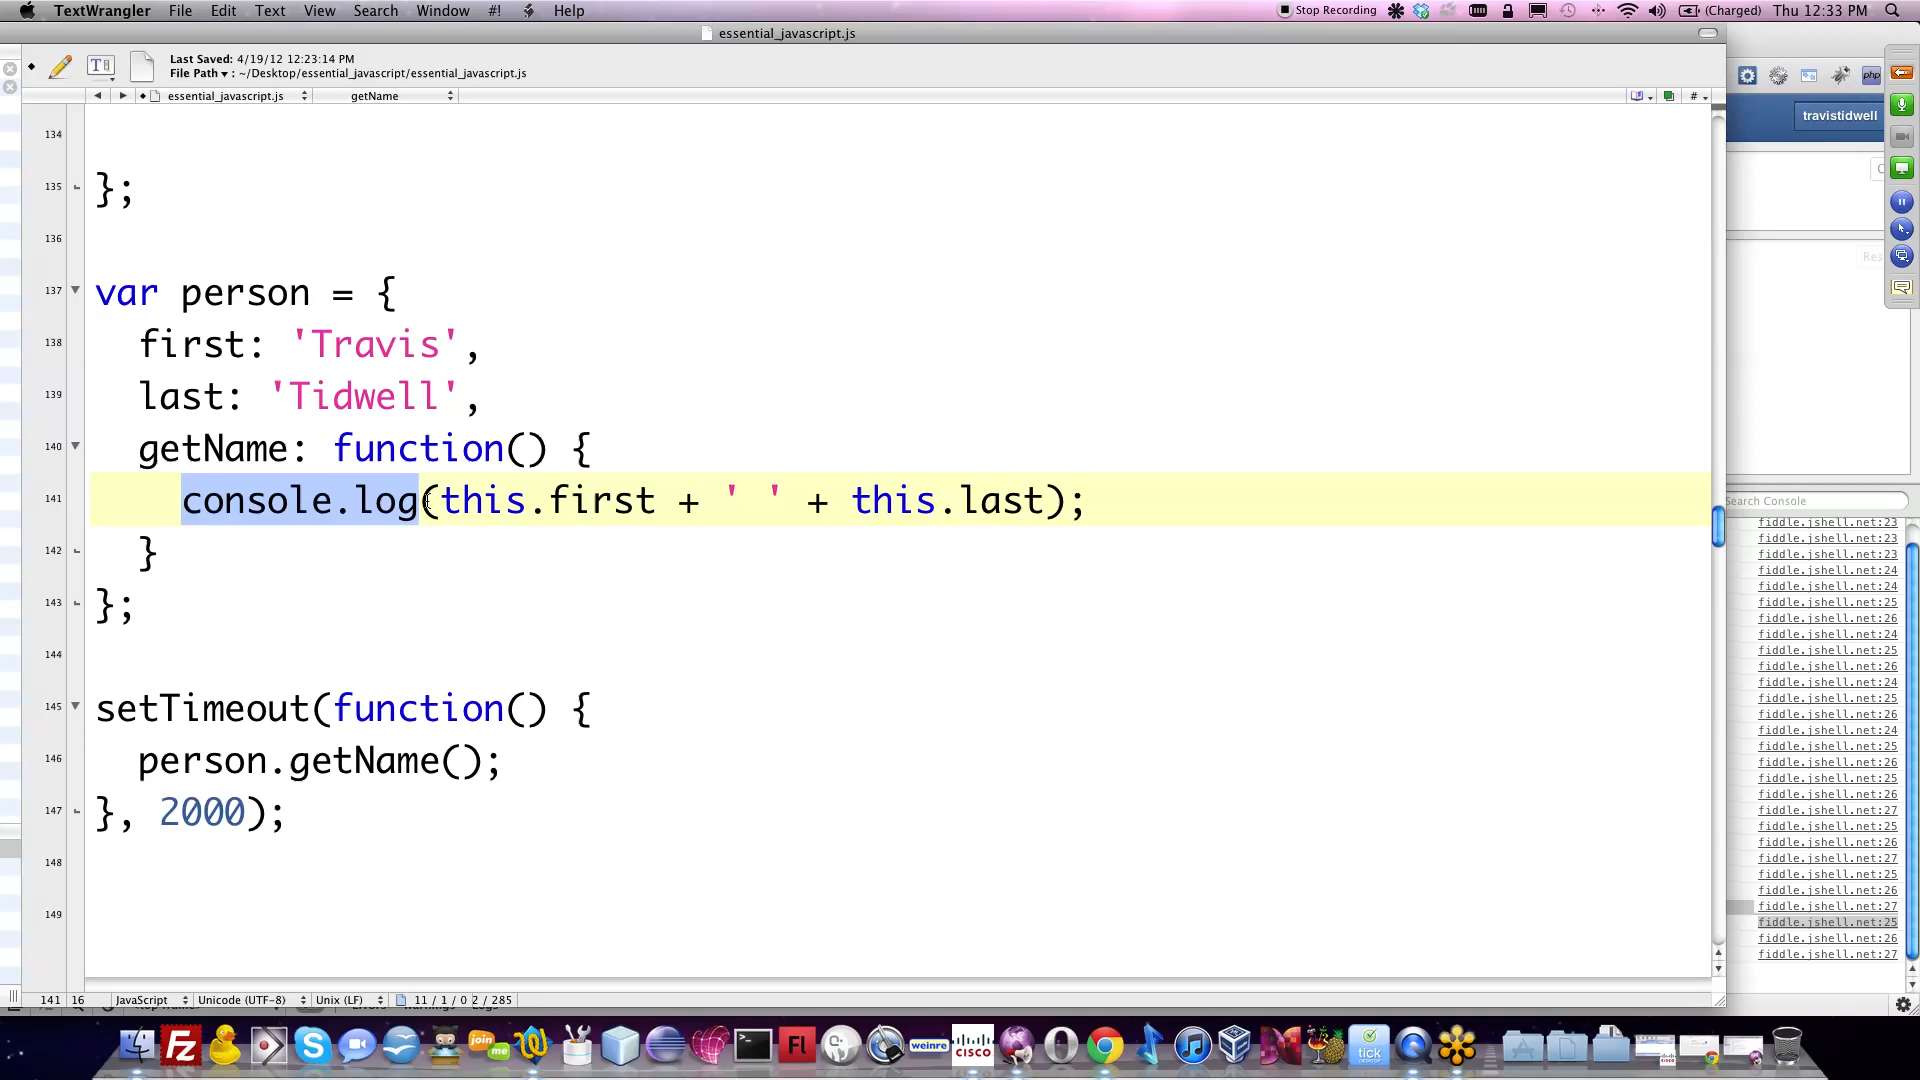 TextWrangler File Edit Text View Search Window #! Help Stop Recording (Charged) Thu 12:33 PM
essential_javascript.js
Last Saved: 4/19/12 12:23:14 PM
File Path : ~/Desktop/essential_javascript/essential_javascript.js
essential_javascript.js getName #
php
travistidwell
134
135 };
136
137 var person = {
138 first: 'Travis',
139 last: 'Tidwell',
140 getName: function() {
141 console.log(this.first + ' ' + this.last);
142 }
143 };
144
145 setTimeout(function() {
146 person.getName();
147 }, 2000);
148
149
Res
Search Console
fiddle.jshell.net:23
fiddle.jshell.net:23
fiddle.jshell.net:23
fiddle.jshell.net:24
fiddle.jshell.net:24
fiddle.jshell.net:25
fiddle.jshell.net:26
fiddle.jshell.net:24
fiddle.jshell.net:25
fiddle.jshell.net:26
fiddle.jshell.net:24
fiddle.jshell.net:25
fiddle.jshell.net:26
fiddle.jshell.net:24
fiddle.jshell.net:25
fiddle.jshell.net:26
fiddle.jshell.net:25
fiddle.jshell.net:26
fiddle.jshell.net:27
fiddle.jshell.net:25
fiddle.jshell.net:26
fiddle.jshell.net:27
fiddle.jshell.net:25
fiddle.jshell.net:26
fiddle.jshell.net:27
fiddle.jshell.net:25
fiddle.jshell.net:26
fiddle.jshell.net:27
141 16 JavaScript Unicode (UTF-8) Unix (LF) 11 / 1 / 0 2 / 285
join me
Fl
weinre
CISCO
tick